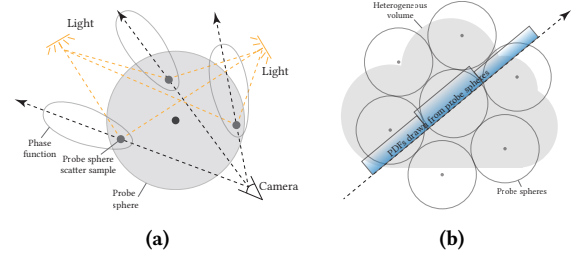 Light
Light
Phase
function
Probe sphere
scatter sample
Probe
sphere
Camera
(a)
Heterogeneous
volume
PDFs drawn from probe spheres
Probe spheres
(b)